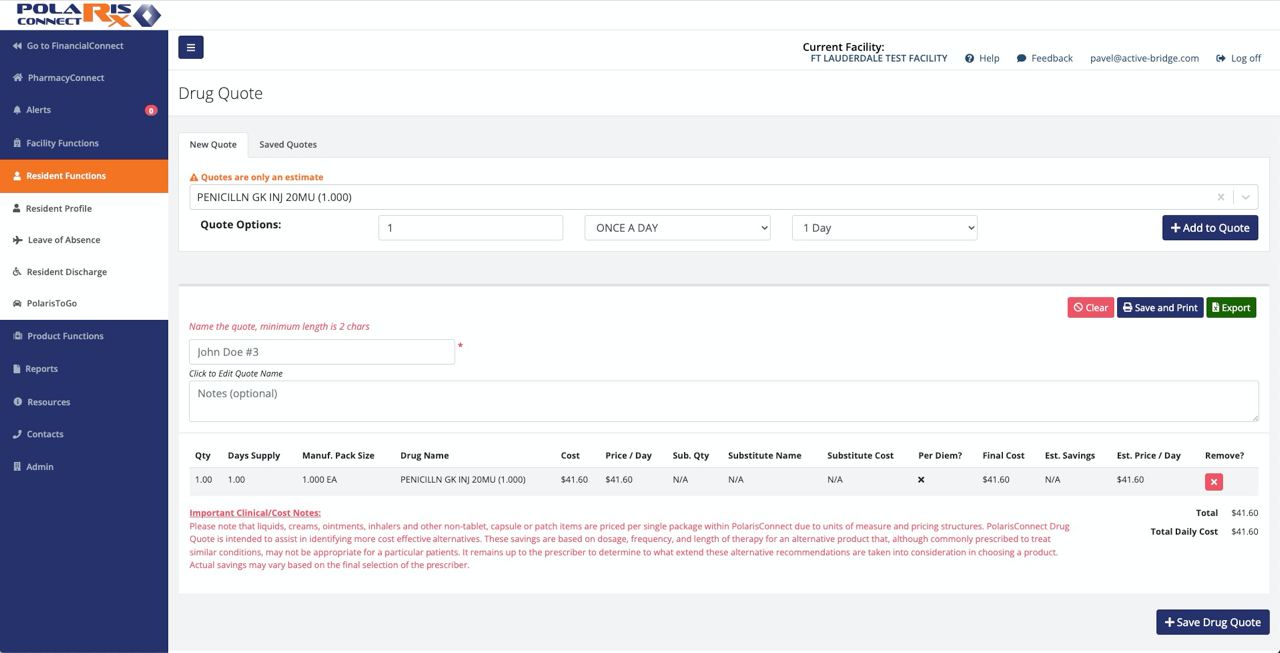 POLARIS
CONNECT Rx
Go to FinancialConnect
PharmacyConnect
Alerts 0
Facility Functions
Resident Functions
Resident Profile
Leave of Absence
Resident Discharge
PolarisToGo
Product Functions
Reports
Resources
Contacts
Admin
Current Facility:
FT LAUDERDALE TEST FACILITY Help Feedback pavel@active-bridge.com Log off
Drug Quote
New Quote Saved Quotes
Quotes are only an estimate
PENICILLN GK INJ 20MU (1.000)
Quote Options: 1 ONCE A DAY 1 Day + Add to Quote
Clear Save and Print Export
Name the quote, minimum length is 2 chars
John Doe #3 *
Click to Edit Quote Name
Notes (optional)
Qty Days Supply Manuf. Pack Size Drug Name Cost Price / Day Sub. Qty Substitute Name Substitute Cost Per Diem? Final Cost Est. Savings Est. Price / Day Remove?
1.00 1.00 1.000 EA PENICILLN GK INJ 20MU (1.000) $41.60 $41.60 N/A N/A N/A × $41.60 N/A $41.60 ×
Important Clinical/Cost Notes:
Please note that liquids, creams, ointments, inhalers and other non-tablet, capsule or patch items are priced per single package within PolarisConnect due to units of measure and pricing structures. PolarisConnect Drug
Quote is intended to assist in identifying more cost effective alternatives. These savings are based on dosage, frequency, and length of therapy for an alternative product that, although commonly prescribed to treat
similar conditions, may not be appropriate for a particular patients. It remains up to the prescriber to determine to what extend these alternative recommendations are taken into consideration in choosing a product.
Actual savings may vary based on the final selection of the prescriber.
Total $41.60
Total Daily Cost $41.60
+ Save Drug Quote